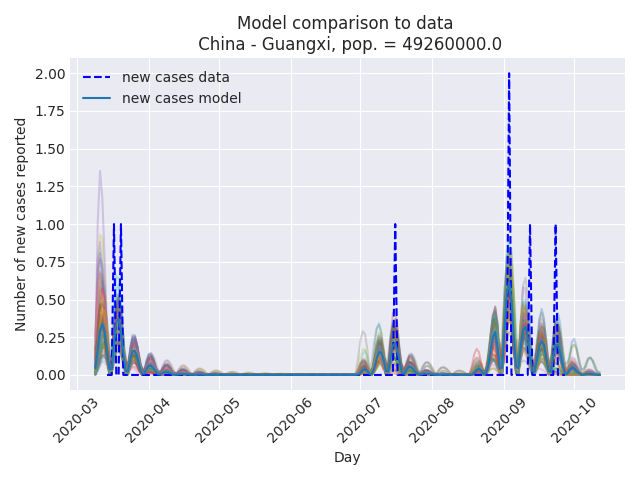 Model comparison to data
China - Guangxi, pop. = 49260000.0
new cases data
new cases model
Number of new cases reported
2.00
1.75
1.50
1.25
1.00
0.75
0.50
0.25
0.00
2020-03
2020-04
2020-05
2020-06
2020-07
2020-08
2020-09
2020-10
Day